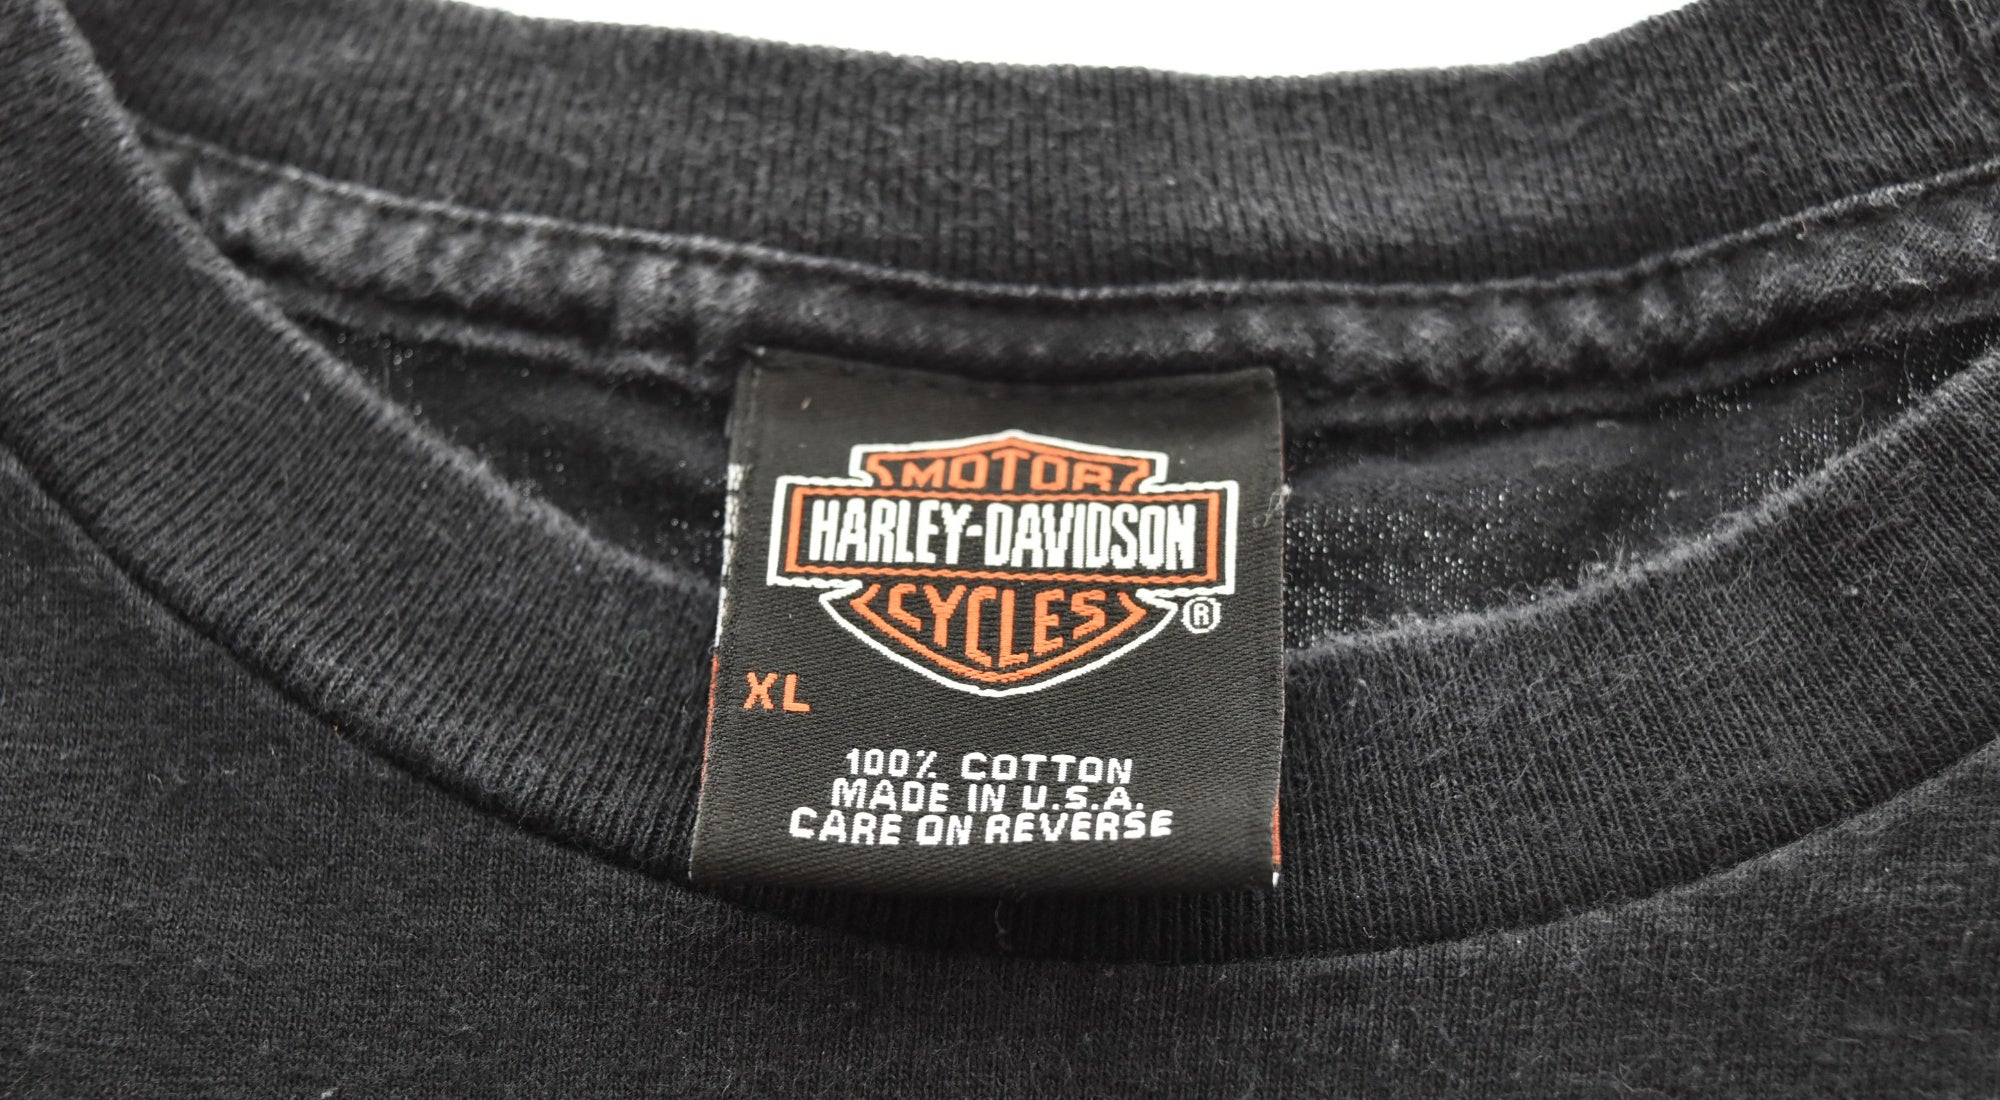 MOTOR
HARLEY-DAVIDSON
CYCLES
®
XL
100% COTTON
MADE IN U.S.A.
CARE ON REVERSE